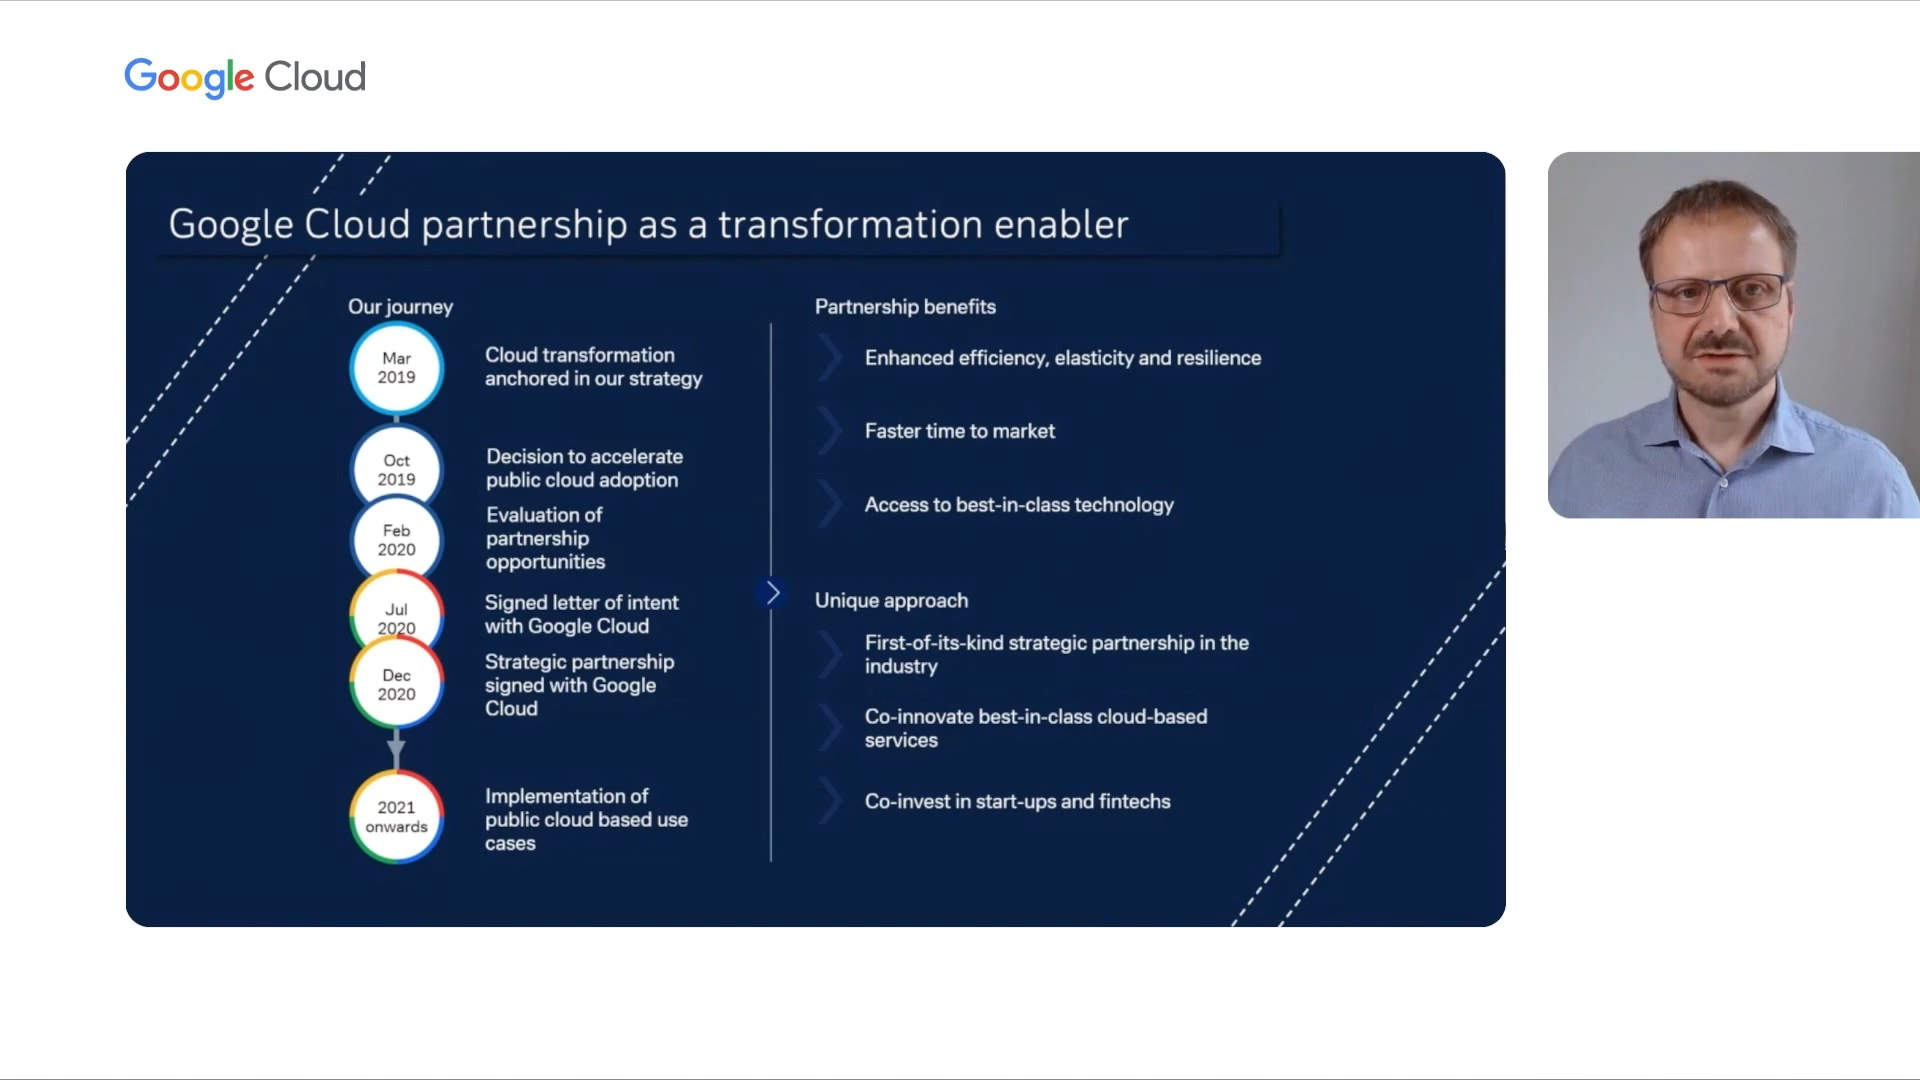 Google Cloud
Google Cloud partnership as a transformation enabler
Our journey
Mar
2019
Cloud transformation
anchored in our strategy
Oct
2019
Decision to accelerate
public cloud adoption
Feb
2020
Evaluation of
partnership
opportunities
Jul
2020
Signed letter of intent
with Google Cloud
Dec
2020
Strategic partnership
signed with Google
Cloud
2021
onwards
Implementation of
public cloud based use
cases
Partnership benefits
Enhanced efficiency, elasticity and resilience
Faster time to market
Access to best-in-class technology
Unique approach
First-of-its-kind strategic partnership in the
industry
Co-innovate best-in-class cloud-based
services
Co-invest in start-ups and fintechs